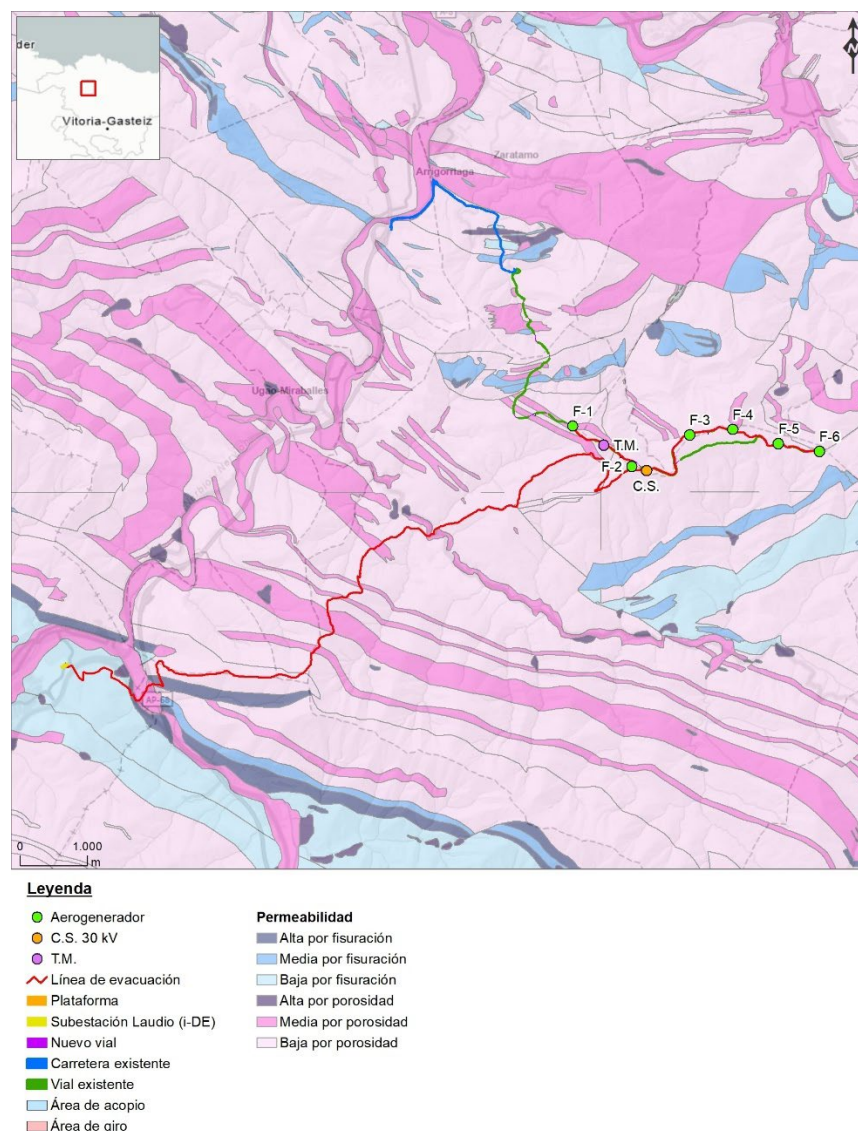 der
Vitoria-Gasteiz
N
Zaratamo
Arrigorriaga
Ugao-Miraballes
F-1
F-4
F-3
T.M.
F-5
F-6
F-2
C.S.
AP-68
0 1.000
m
Leyenda
Aerogenerador
C.S. 30 kV
T.M.
Línea de evacuación
Plataforma
Subestación Laudio (i-DE)
Nuevo vial
Carretera existente
Vial existente
Área de acopio
Área de giro
Permeabilidad
Alta por fisuración
Media por fisuración
Baja por fisuración
Alta por porosidad
Media por porosidad
Baja por porosidad